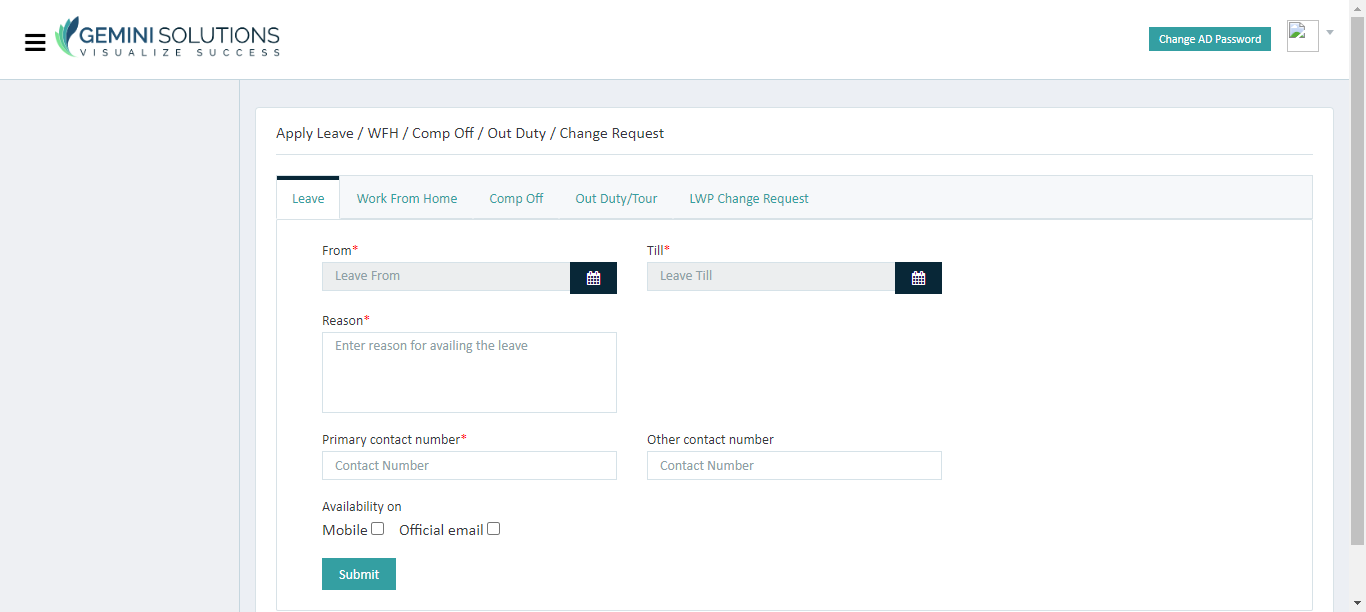 GEMINI SOLUTIONS
VISUALIZE SUCCESS
Change AD Password
Apply Leave / WFH / Comp Off / Out Duty / Change Request
Leave Work From Home Comp Off Out Duty/Tour LWP Change Request
From* Till*
Leave From Leave Till
Reason*
Enter reason for availing the leave
Primary contact number* Other contact number
Contact Number Contact Number
Availability on
Mobile Official email
Submit